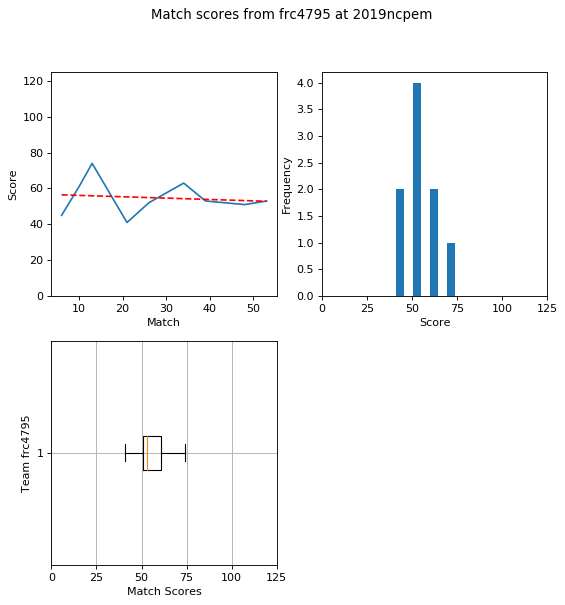 Match scores from frc4795 at 2019ncpem
120
100
80
60
40
20
0
Score
10 20 30 40 50
Match
4.0
3.5
3.0
2.5
2.0
1.5
1.0
0.5
0.0
Frequency
0 25 50 75 100 125
Score
Team frc4795
1
0 25 50 75 100 125
Match Scores